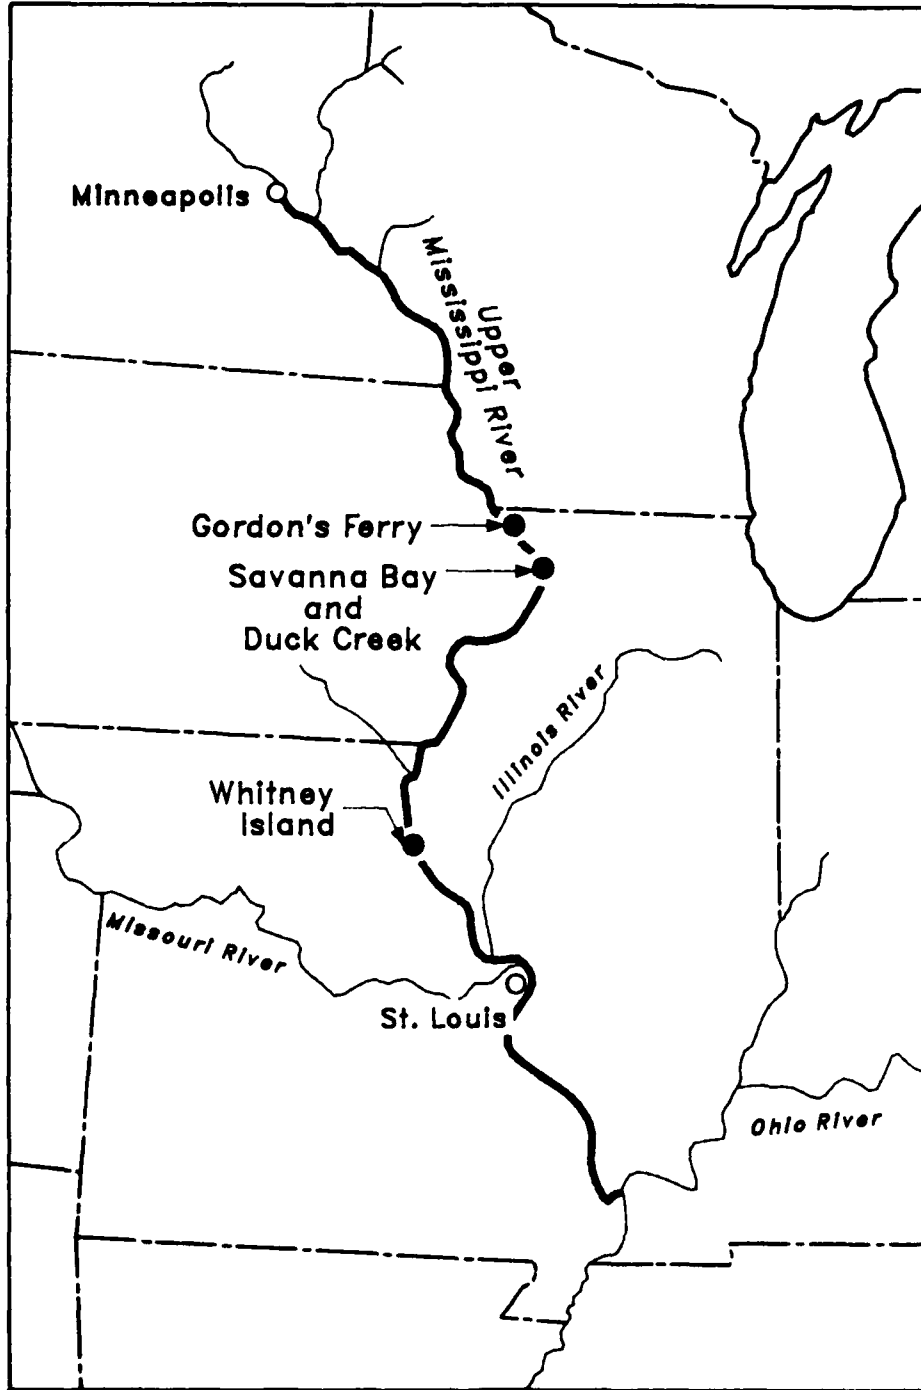 Minneapolis
Upper
Mississippi River
Gordon's Ferry
Savanna Bay
and
Duck Creek
Illinois River
Whitney
Island
Missouri River
St. Louis
Ohio River